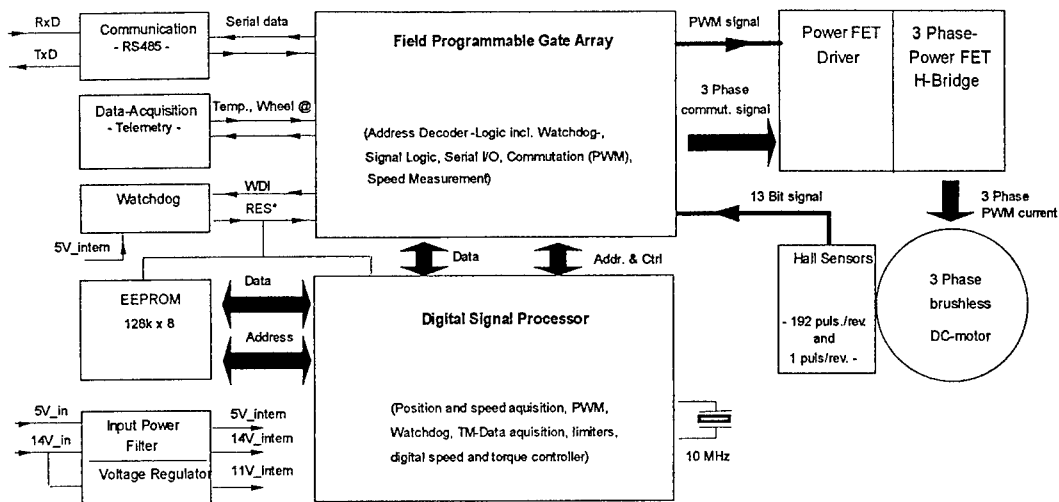 RxD
TxD
Communication
- RS485 -
Serial data
Field Programmable Gate Array
(Address Decoder -Logic incl. Watchdog-,
Signal Logic, Serial I/O, Commutation (PWM),
Speed Measurement)
PWM signal
3 Phase
commut. signal
13 Bit signal
Power FET
Driver
3 Phase-
Power FET
H-Bridge
Data-Acquisition
- Telemetry -
Temp., Wheel @
Watchdog
WDI
RES*
5V_intern
3 Phase
PWM current
Data
Addr. & Ctrl
Hall Sensors
- 192 puls./rev.
and
1 puls/rev. -
3 Phase
brushless
DC-motor
EEPROM
128k x 8
Data
Address
Digital Signal Processor
(Position and speed aquisition, PWM,
Watchdog, TM-Data aquisition, limiters,
digital speed and torque controller)
10 MHz
5V_in
14V_in
Input Power
Filter
Voltage Regulator
5V_intern
14V_intern
11V_intern